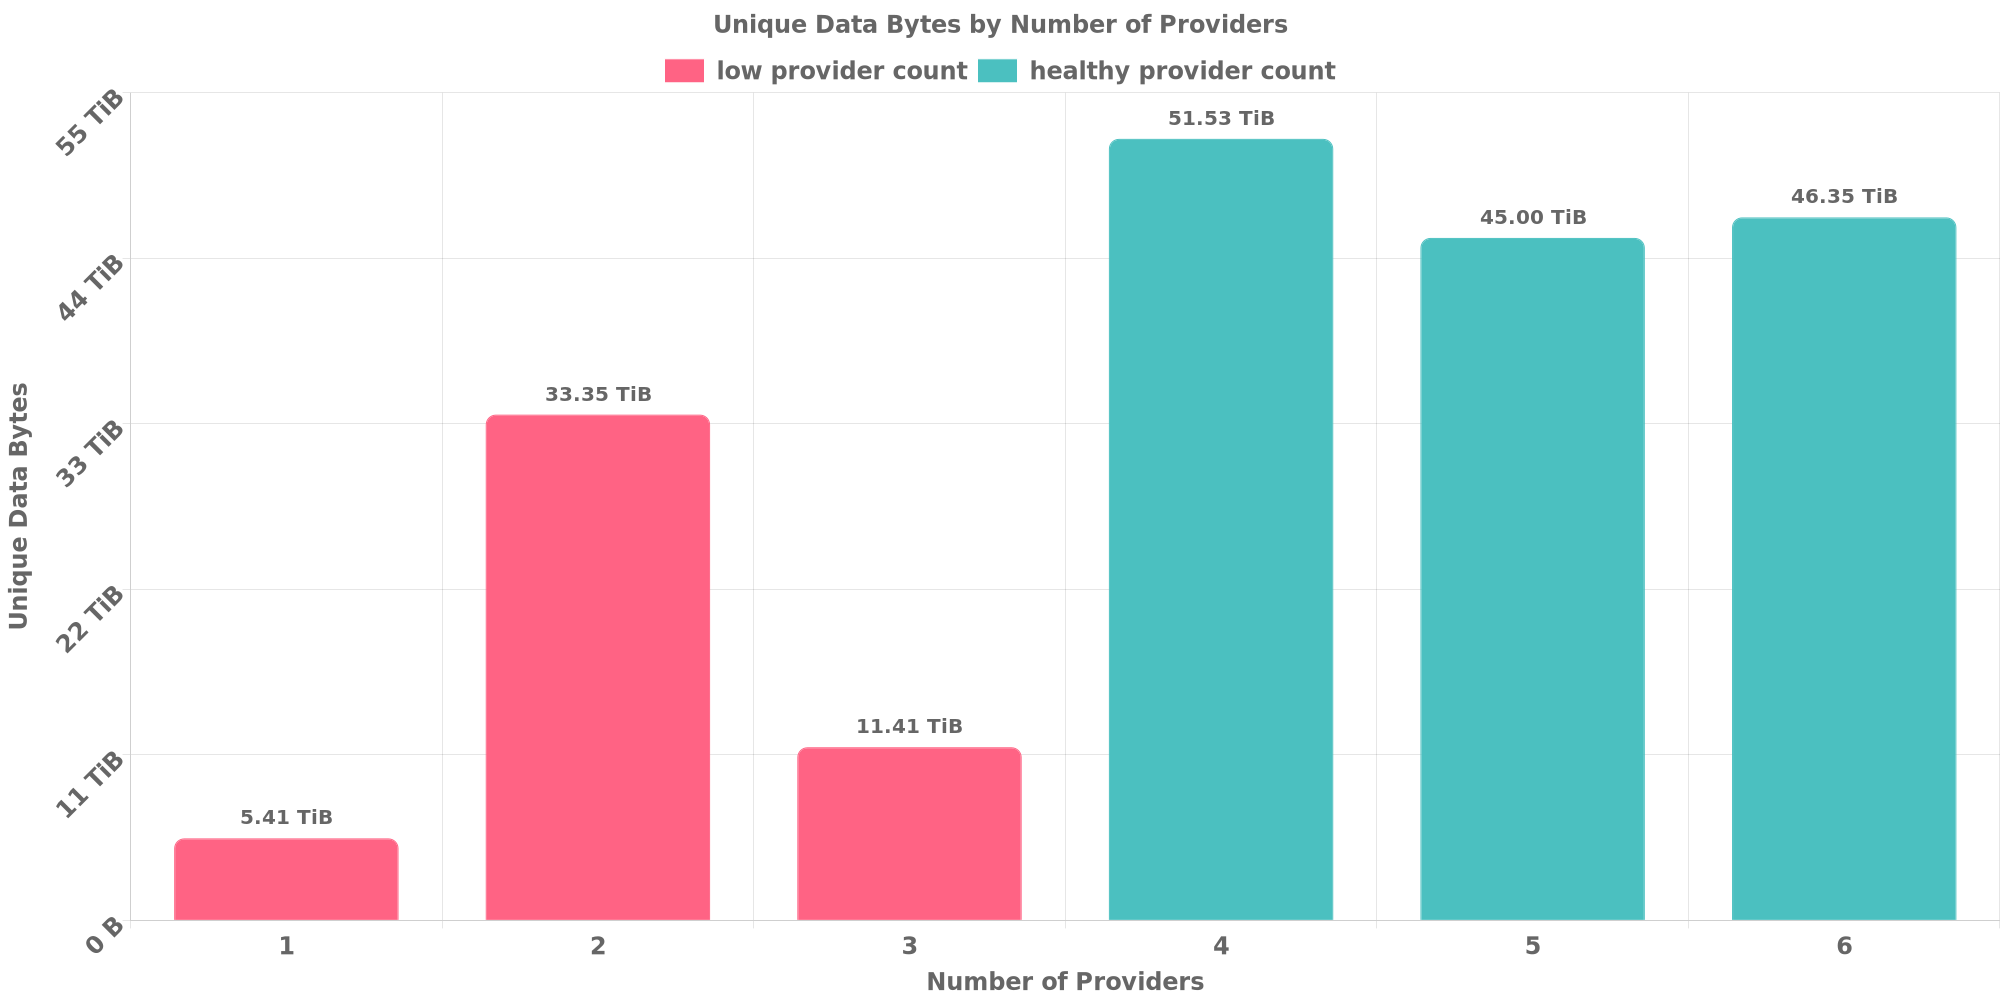 Unique Data Bytes by Number of Providers
low provider count healthy provider count
55 TiB
44 TiB
33 TiB
22 TiB
11 TiB
0 B
Unique Data Bytes
5.41 TiB
33.35 TiB
11.41 TiB
51.53 TiB
45.00 TiB
46.35 TiB
1 2 3 4 5 6
Number of Providers